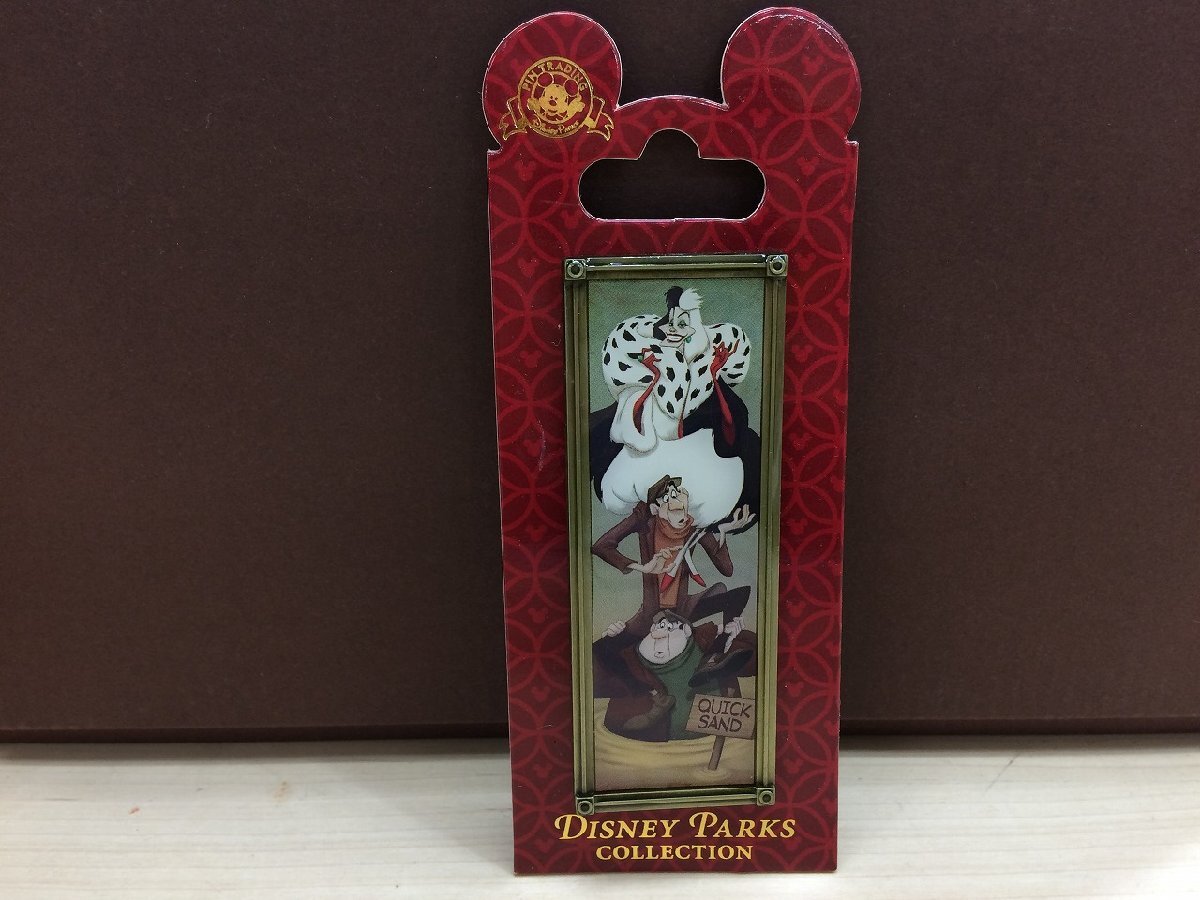 PIN TRADING
Disney Parks
QUICK
SAND
DISNEY PARKS
COLLECTION